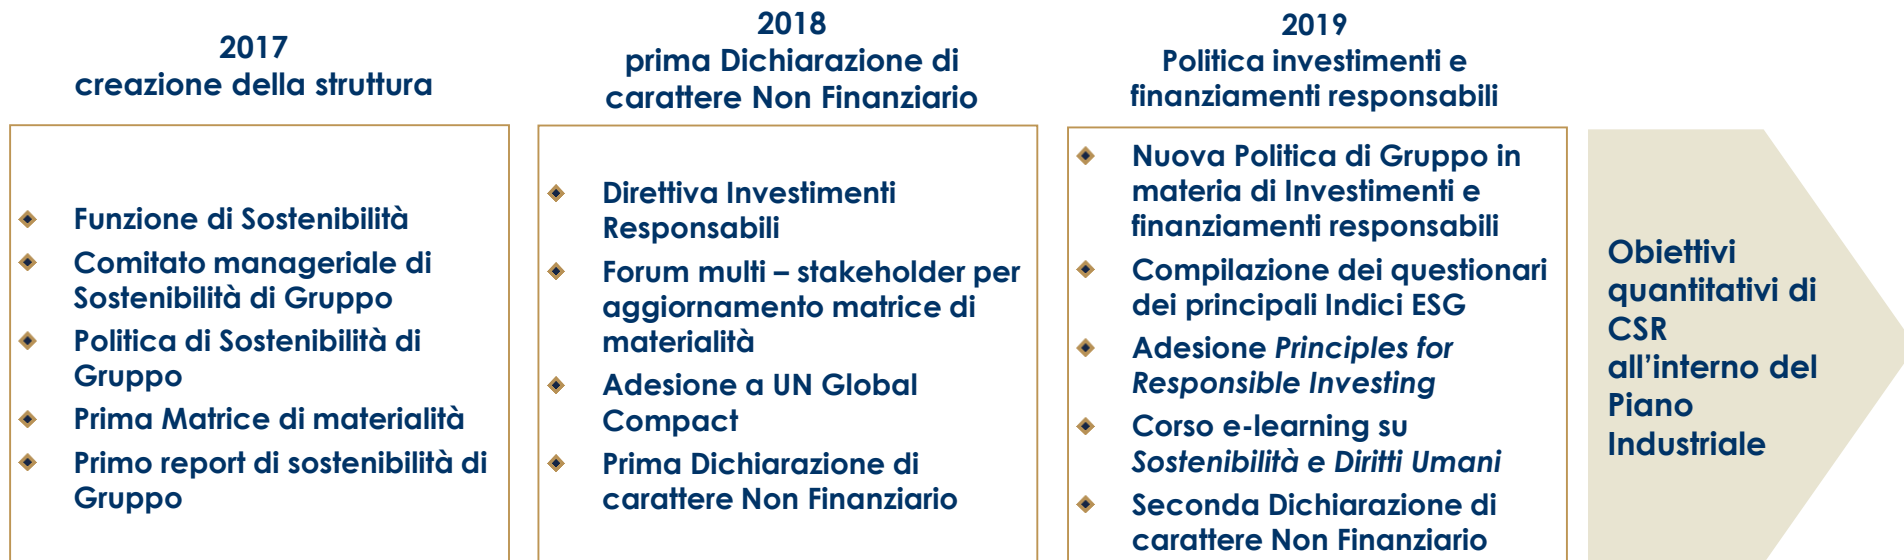 2017
creazione della struttura
Funzione di Sostenibilità
Comitato manageriale di
Sostenibilità di Gruppo
Politica di Sostenibilità di
Gruppo
Prima Matrice di materialità
Primo report di sostenibilità di
Gruppo
2018
prima Dichiarazione di
carattere Non Finanziario
Direttiva Investimenti
Responsabili
Forum multi – stakeholder per
aggiornamento matrice di
materialità
Adesione a UN Global
Compact
Prima Dichiarazione di
carattere Non Finanziario
2019
Politica investimenti e
finanziamenti responsabili
Nuova Politica di Gruppo in
materia di Investimenti e
finanziamenti responsabili
Compilazione dei questionari
dei principali Indici ESG
Adesione Principles for
Responsible Investing
Corso e-learning su
Sostenibilità e Diritti Umani
Seconda Dichiarazione di
carattere Non Finanziario
Obiettivi
quantitativi di
CSR
all’interno del
Piano
Industriale